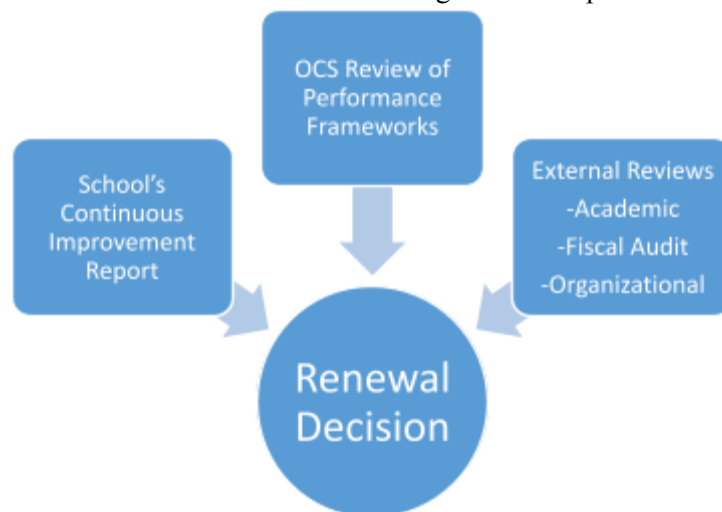 OCS Review of
Performance
Frameworks
School's
Continuous
Improvement
Report
External Reviews
-Academic
-Fiscal Audit
-Organizational
Renewal
Decision